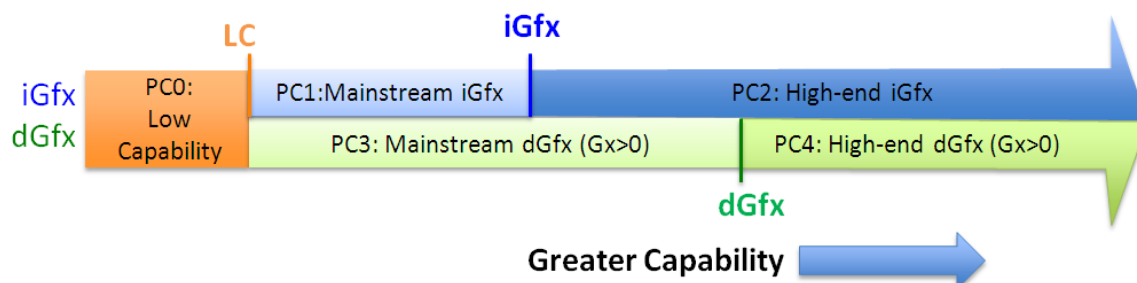 LC
iGfx
iGfx
dGfx
PC0:
Low
Capability
PC1:Mainstream iGfx
PC2: High-end iGfx
PC3: Mainstream dGfx (Gx>0)
PC4: High-end dGfx (Gx>0)
dGfx
Greater Capability